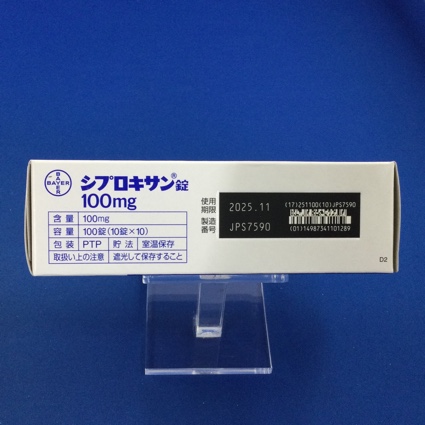 BAYER
BAYER
シプロキサン®錠
100mg
含量 100mg
容量 100錠(10錠×10)
包装 PTP 貯法 室温保存
取扱い上の注意 遮光して保存すること
使用期限 2025.11
製造番号 JPS7590
(17)251100(10)JPS7590
(01)14987341101289
D2